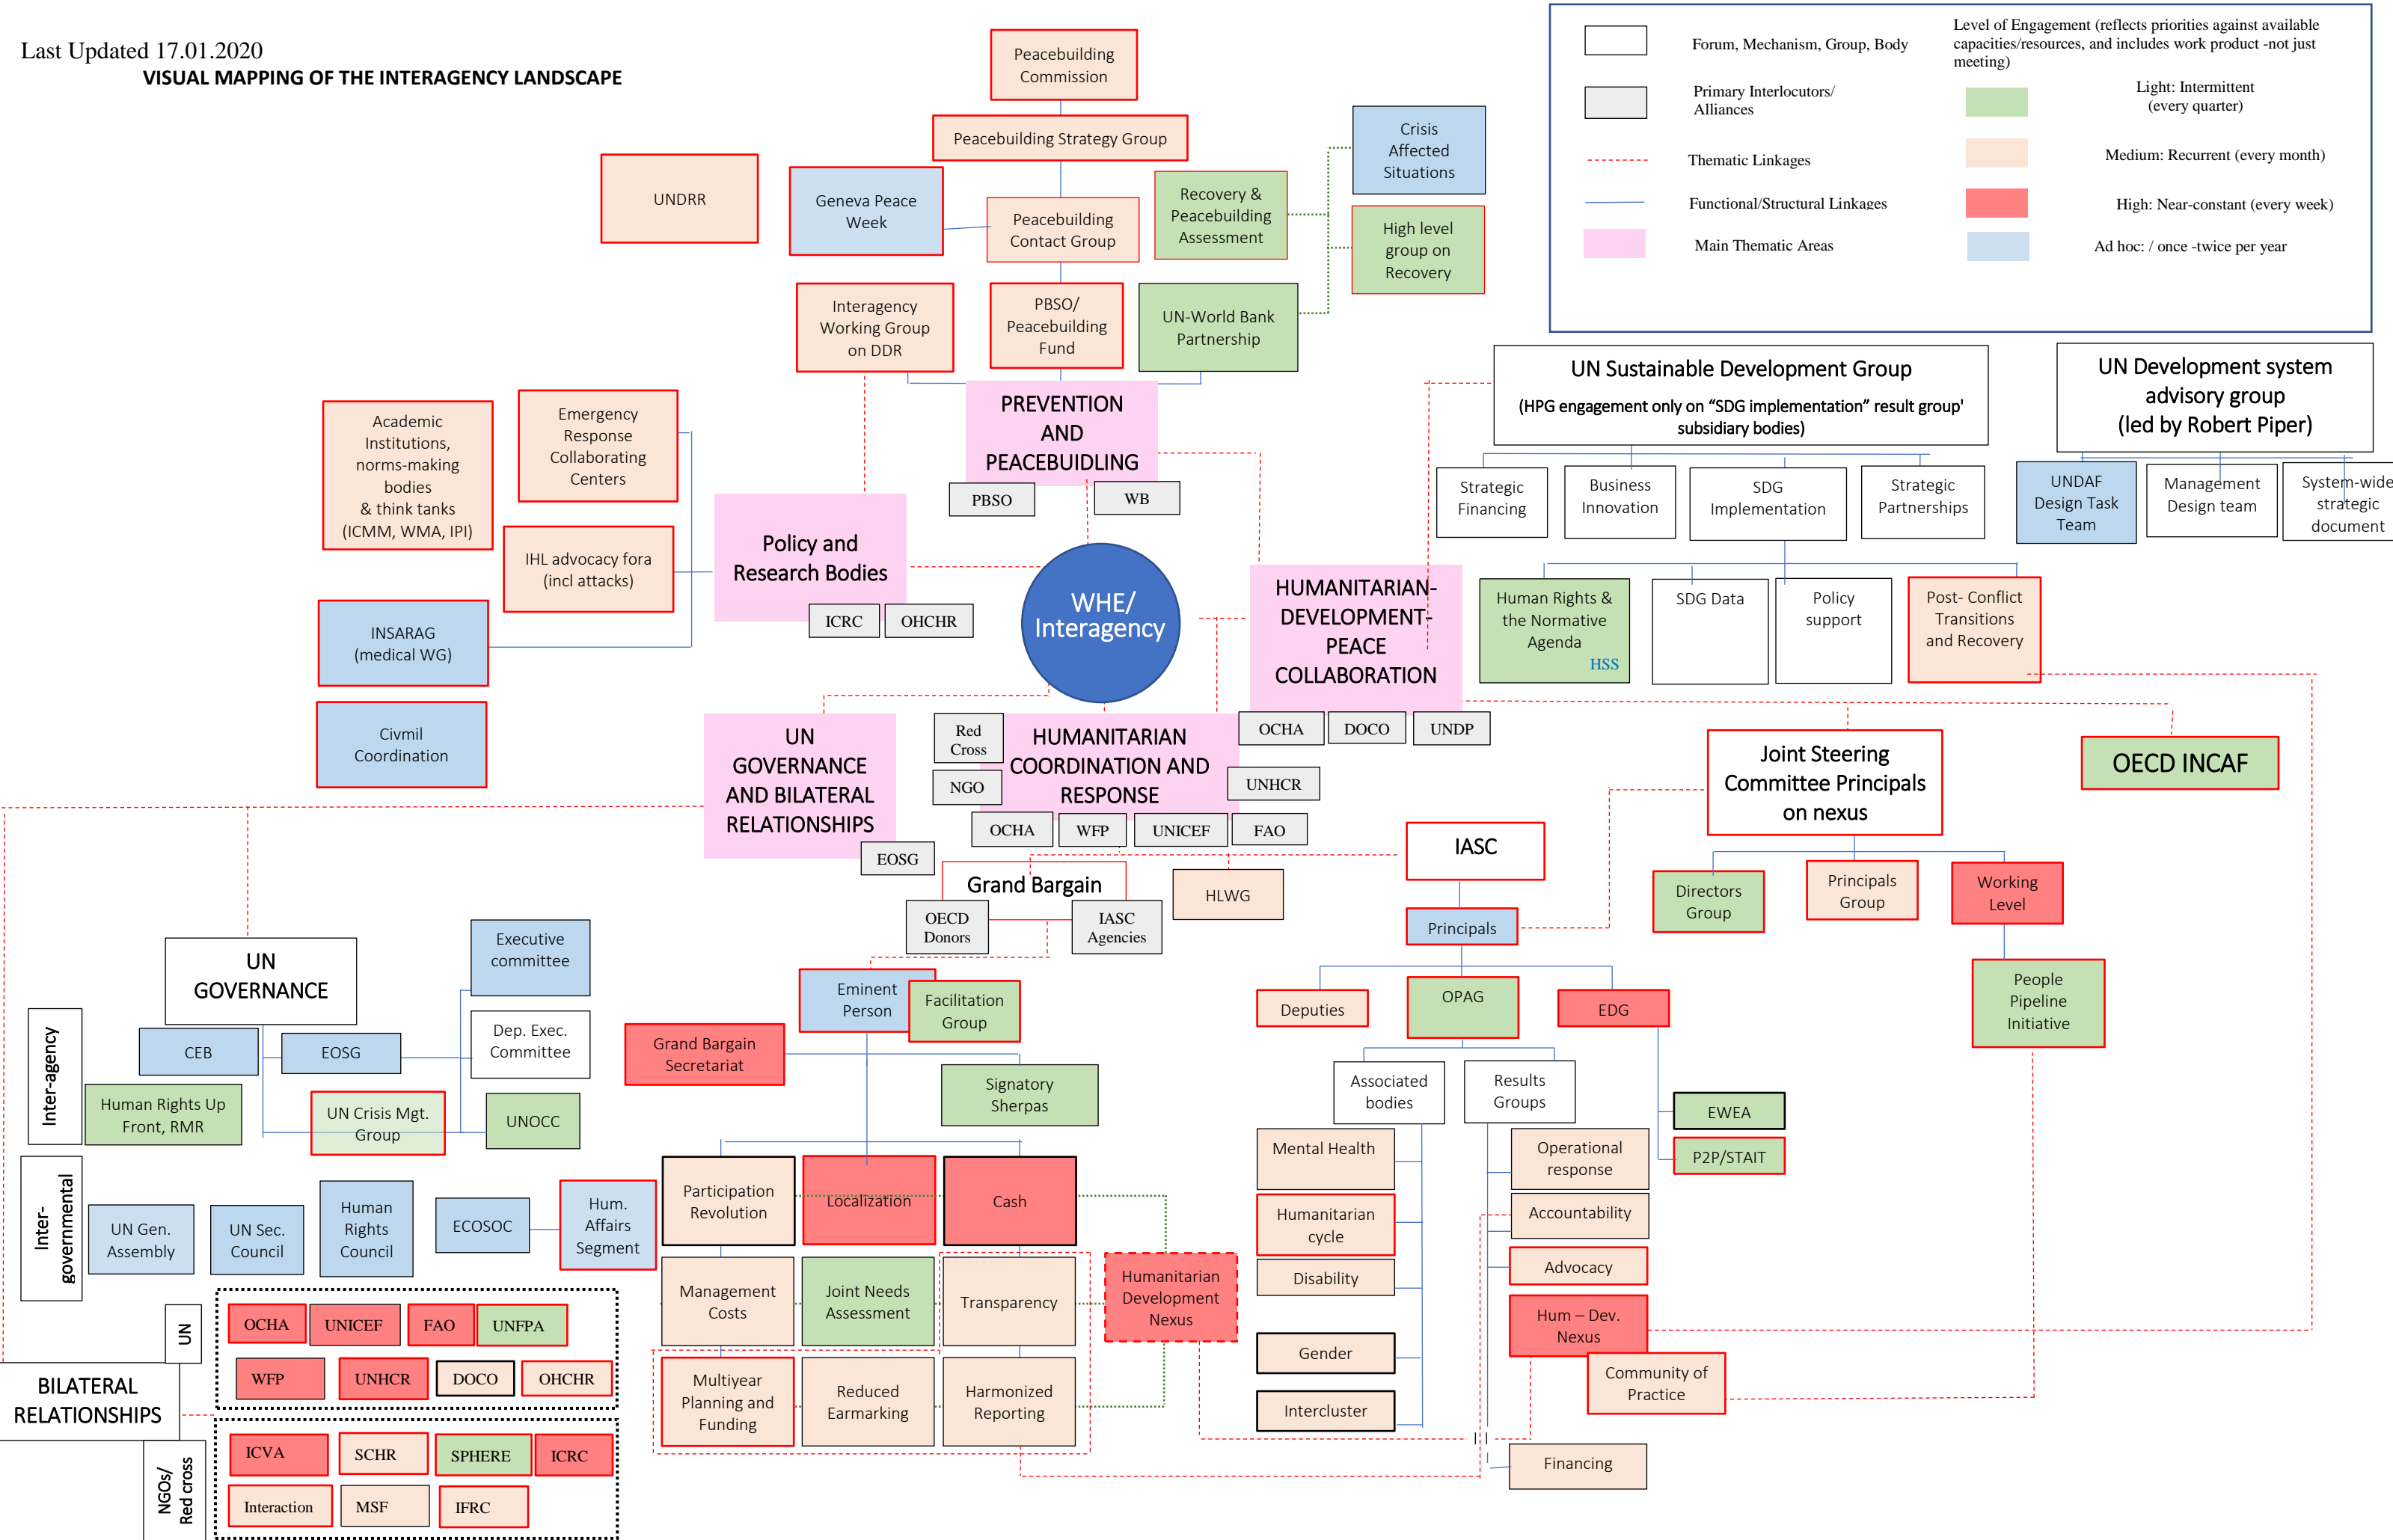 Last Updated 17.01.2020
VISUAL MAPPING OF THE INTERAGENCY LANDSCAPE
Forum, Mechanism, Group, Body
Primary Interlocutors/
Alliances
Thematic Linkages
Functional/Structural Linkages
Main Thematic Areas
Level of Engagement (reflects priorities against available
capacities/resources, and includes work product -not just
meeting)
Light: Intermittent
(every quarter)
Medium: Recurrent (every month)
High: Near-constant (every week)
Ad hoc: / once -twice per year
Peacebuilding
Commission
Peacebuilding Strategy Group
UNDRR
Geneva Peace
Week
Peacebuilding
Contact Group
Recovery &
Peacebuilding
Assessment
Crisis
Affected
Situations
High level
group on
Recovery
Interagency
Working Group
on DDR
PBSO/
Peacebuilding
Fund
UN-World Bank
Partnership
PREVENTION
AND
PEACEBUIDLING
PBSO
WB
Academic
Institutions,
norms-making
bodies
& think tanks
(ICMM, WMA, IPI)
Emergency
Response
Collaborating
Centers
IHL advocacy fora
(incl attacks)
INSARAG
(medical WG)
Civmil
Coordination
Policy and
Research Bodies
ICRC
OHCHR
WHE/
Interagency
HUMANITARIAN-
DEVELOPMENT-
PEACE
COLLABORATION
OCHA
DOCO
UNDP
UN Sustainable Development Group
(HPG engagement only on “SDG implementation” result group'
subsidiary bodies)
Strategic
Financing
Business
Innovation
SDG
Implementation
Strategic
Partnerships
Human Rights &
the Normative
Agenda
HSS
SDG Data
Policy
support
Post- Conflict
Transitions
and Recovery
UN Development system
advisory group
(led by Robert Piper)
UNDAF
Design Task
Team
Management
Design team
System-wide
strategic
document
UN
GOVERNANCE
AND BILATERAL
RELATIONSHIPS
EOSG
Red
Cross
NGO
HUMANITARIAN
COORDINATION AND
RESPONSE
UNHCR
OCHA
WFP
UNICEF
FAO
Grand Bargain
OECD
Donors
IASC
Agencies
HLWG
IASC
Principals
Joint Steering
Committee Principals
on nexus
OECD INCAF
Directors
Group
Principals
Group
Working
Level
People
Pipeline
Initiative
Deputies
OPAG
EDG
Associated
bodies
Results
Groups
EWEA
P2P/STAIT
Mental Health
Humanitarian
cycle
Disability
Gender
Intercluster
Operational
response
Accountability
Advocacy
Hum – Dev.
Nexus
Community of
Practice
Financing
Eminent
Person
Facilitation
Group
Grand Bargain
Secretariat
Signatory
Sherpas
Participation
Revolution
Localization
Cash
Management
Costs
Joint Needs
Assessment
Transparency
Multiyear
Planning and
Funding
Reduced
Earmarking
Harmonized
Reporting
Humanitarian
Development
Nexus
UN
GOVERNANCE
Executive
committee
Dep. Exec.
Committee
Inter-agency
CEB
EOSG
Human Rights Up
Front, RMR
UN Crisis Mgt.
Group
UNOCC
Inter-
governmental
UN Gen.
Assembly
UN Sec.
Council
Human
Rights
Council
ECOSOC
Hum.
Affairs
Segment
UN
OCHA
UNICEF
FAO
UNFPA
WFP
UNHCR
DOCO
OHCHR
BILATERAL
RELATIONSHIPS
NGOs/
Red cross
ICVA
SCHR
SPHERE
ICRC
Interaction
MSF
IFRC